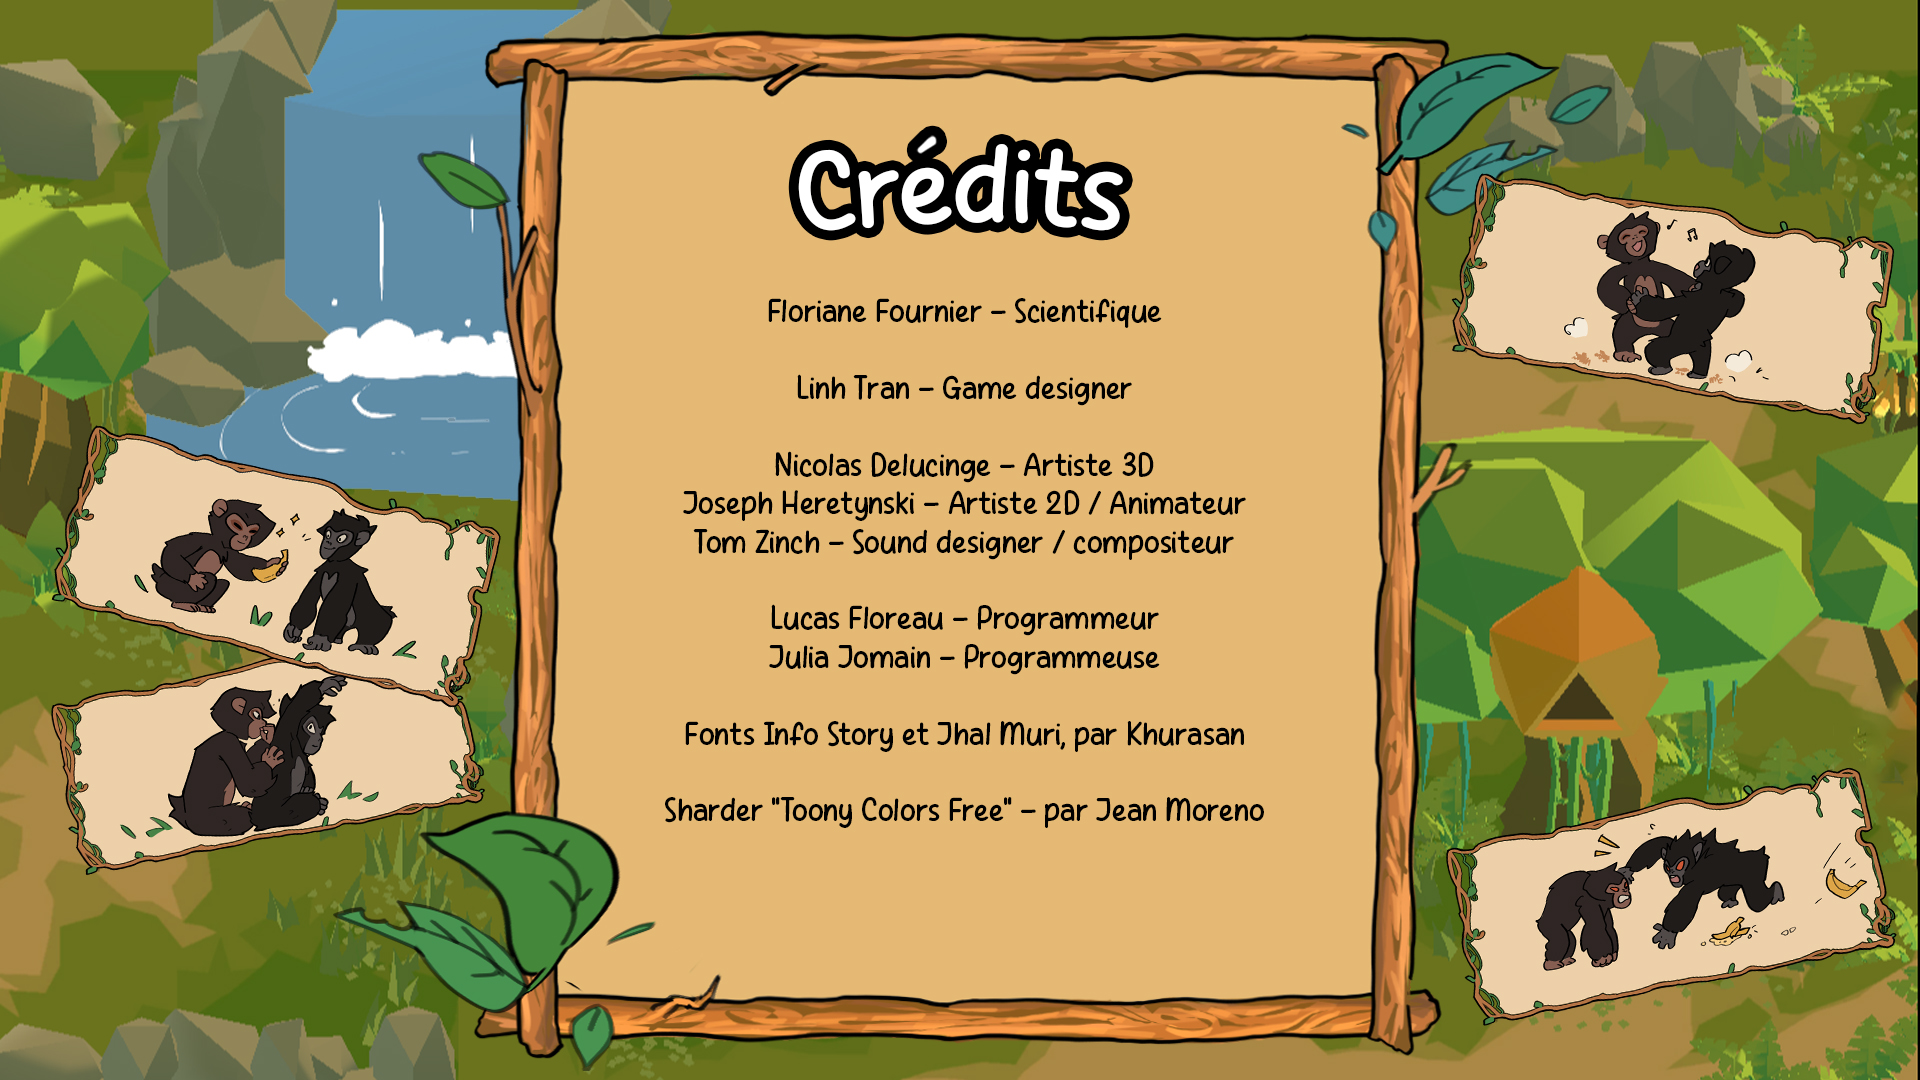 Crédits
Floriane Fournier – Scientifique
Linh Tran – Game designer
Nicolas Delucinge – Artiste 3D
Joseph Heretynski – Artiste 2D / Animateur
Tom Zinch – Sound designer / compositeur
Lucas Floreau – Programmeur
Julia Jomain – Programmeuse
Fonts Info Story et Jhal Muri, par Khurasan
Sharder "Toony Colors Free" – par Jean Moreno